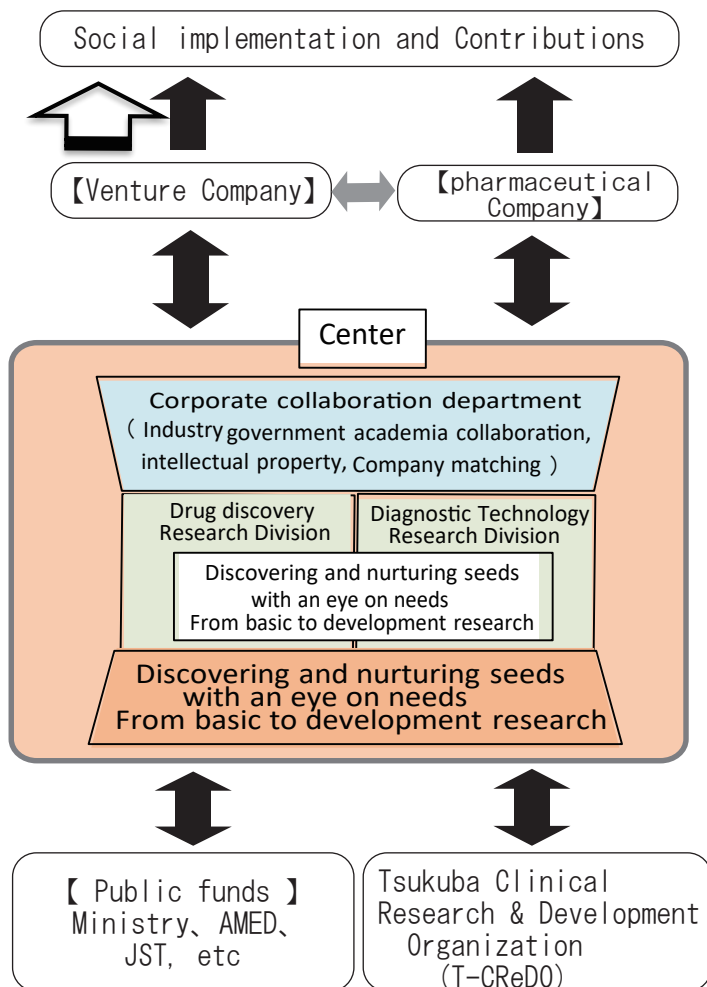 Social implementation and Contributions
【Venture Company】
【pharmaceutical
Company】
Center
Corporate collaboration department
( Industry government academia collaboration,
intellectual property, Company matching )
Drug discovery
Research Division
Diagnostic Technology
Research Division
Discovering and nurturing seeds
with an eye on needs
From basic to development research
Discovering and nurturing seeds
with an eye on needs
From basic to development research
【 Public funds 】
Ministry、AMED、
JST, etc
Tsukuba Clinical
Research & Development
Organization
(T-CReDO)